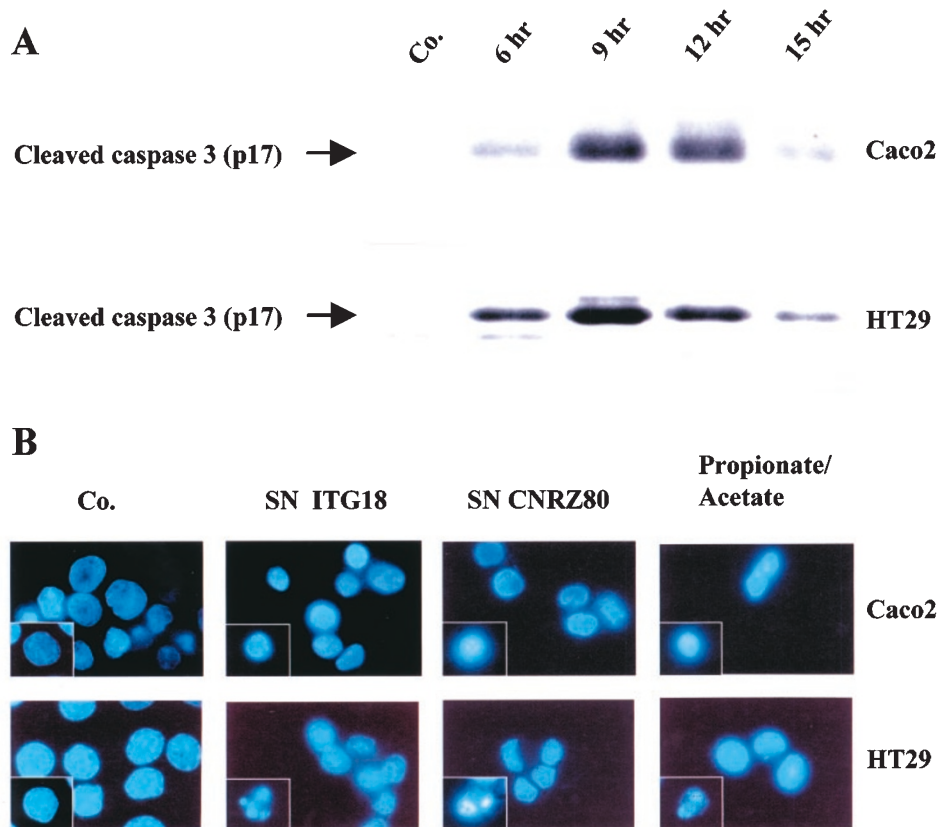 A
Co. 6 hr 9 hr 12 hr 15 hr
Cleaved caspase 3 (p17) Caco2
Cleaved caspase 3 (p17) HT29
B
Co. SN ITG18 SN CNRZ80 Propionate/
Acetate
Caco2
HT29